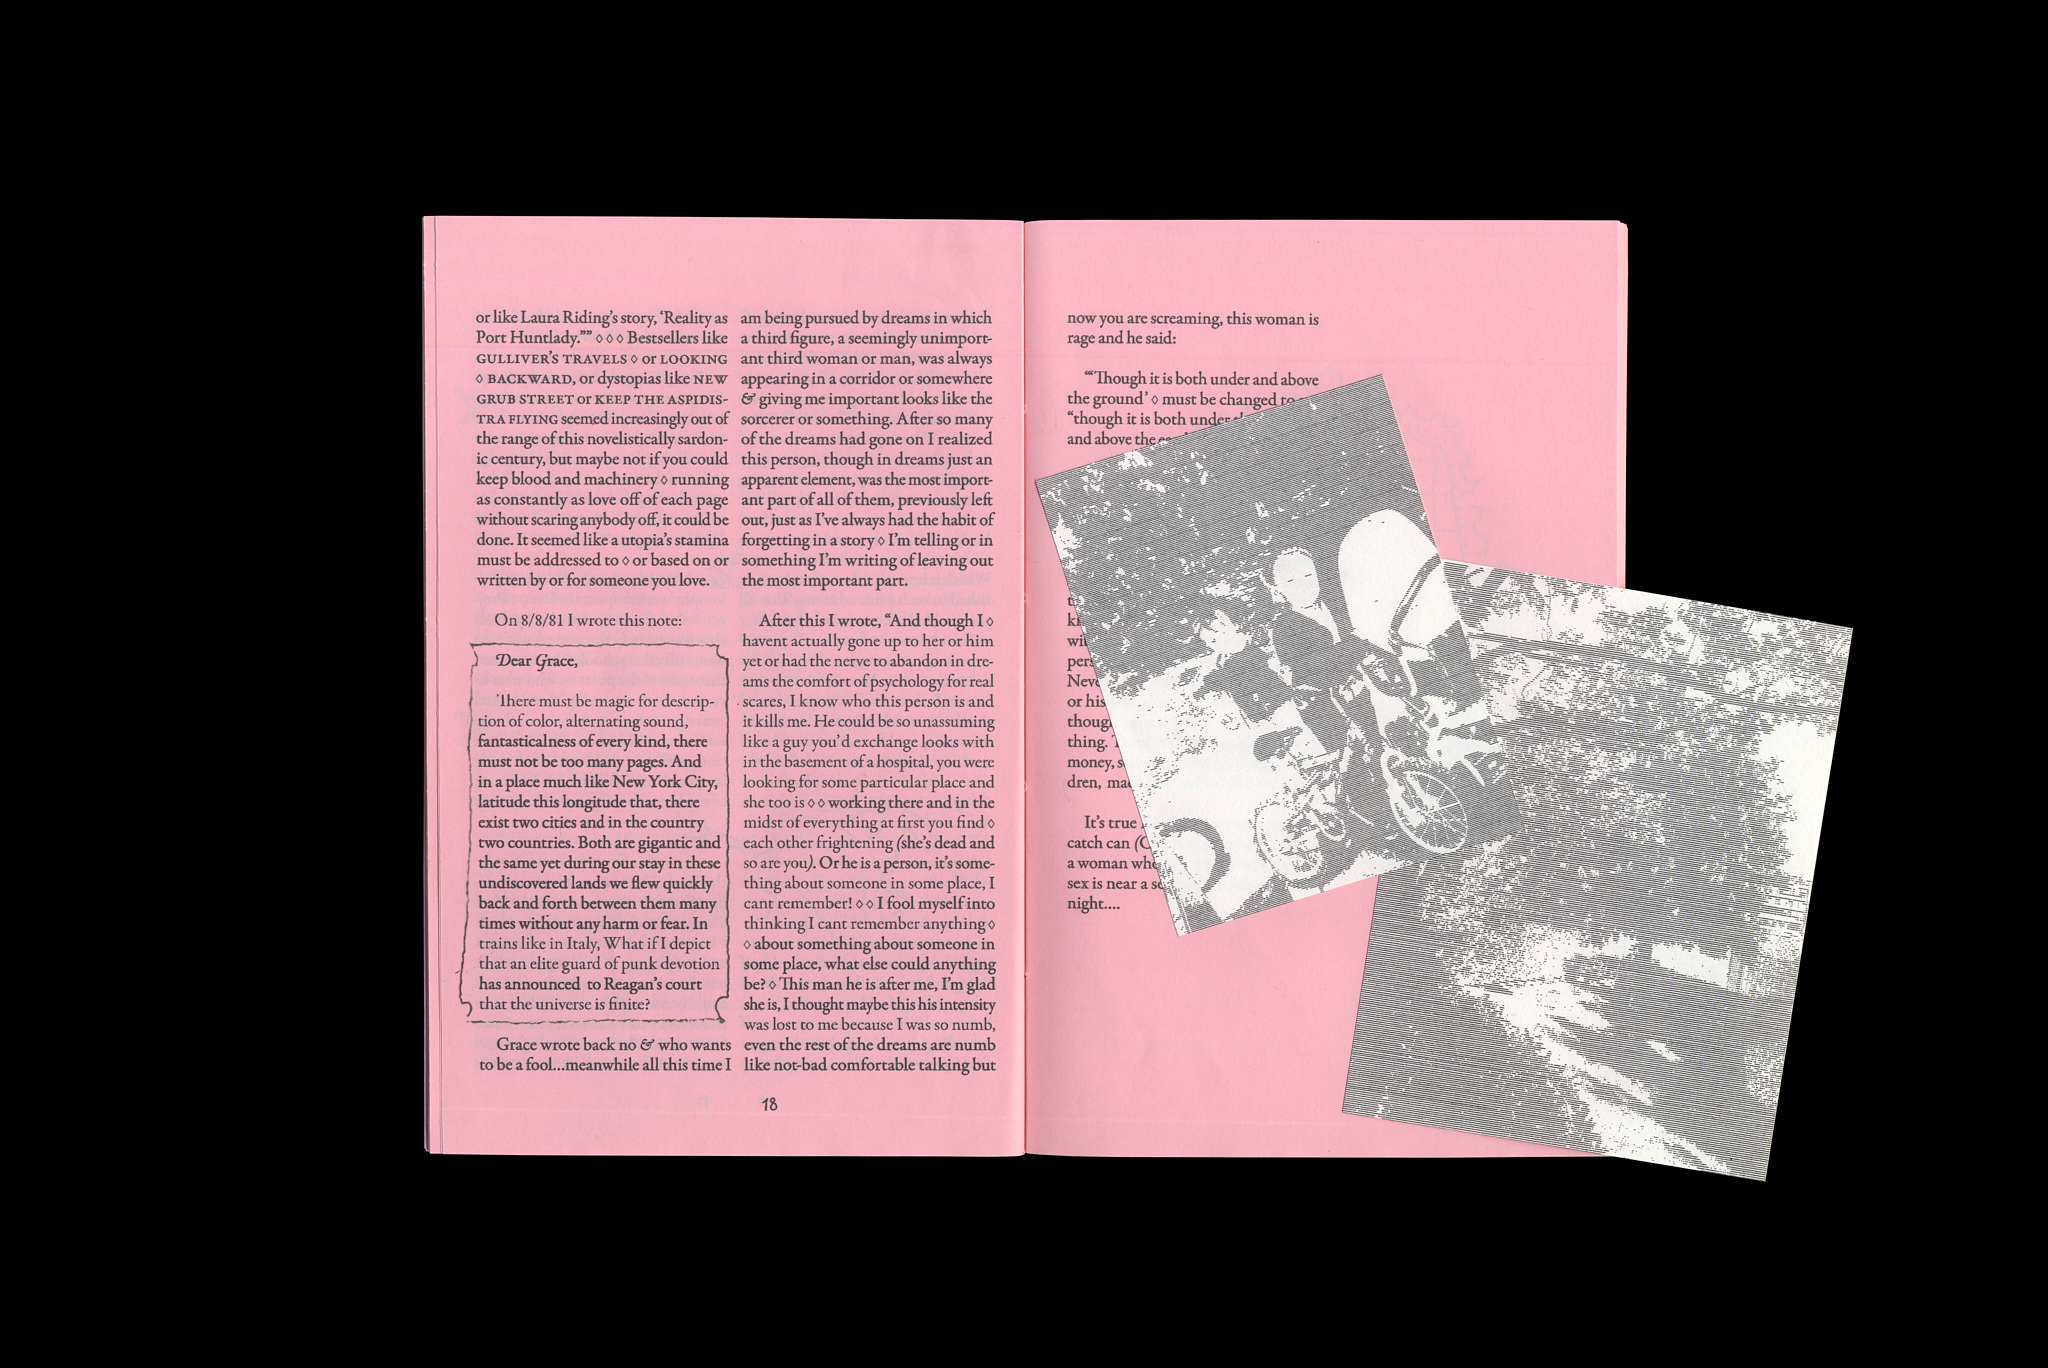 or like Laura Riding's story, ‘Reality as
Port Huntlady.”” ◊ ◊ ◊ Bestsellers like
GULLIVER'S TRAVELS ◊ or LOOKING
◊ BACKWARD, or dystopias like NEW
GRUB STREET or KEEP THE ASPIDIS-
TRA FLYING seemed increasingly out of
the range of this novelistically sardon-
ic century, but maybe not if you could
keep blood and machinery ◊ running
as constantly as love off of each page
without scaring anybody off, it could be
done. It seemed like a utopia's stamina
must be addressed to ◊ or based on or
written by or for someone you love.
On 8/8/81 I wrote this note:
Dear Grace,
There must be magic for descrip-
tion of color, alternating sound,
fantasticalness of every kind, there
must not be too many pages. And
in a place much like New York City,
latitude this longitude that, there
exist two cities and in the country
two countries. Both are gigantic and
the same yet during our stay in these
undiscovered lands we flew quickly
back and forth between them many
times without any harm or fear. In
trains like in Italy, What if I depict
that an elite guard of punk devotion
has announced to Reagan's court
that the universe is finite?
Grace wrote back no & who wants
to be a fool...meanwhile all this time I
am being pursued by dreams in which
a third figure, a seemingly unimport-
ant third woman or man, was always
appearing in a corridor or somewhere
& giving me important looks like the
sorcerer or something. After so many
of the dreams had gone on I realized
this person, though in dreams just an
apparent element, was the most import-
ant part of all of them, previously left
out, just as I've always had the habit of
forgetting in a story ◊ I'm telling or in
something I'm writing of leaving out
the most important part.
After this I wrote, “And though I ◊
havent actually gone up to her or him
yet or had the nerve to abandon in dre-
ams the comfort of psychology for real
scares, I know who this person is and
it kills me. He could be so unassuming
like a guy you'd exchange looks with
in the basement of a hospital, you were
looking for some particular place and
she too is ◊ ◊ working there and in the
midst of everything at first you find ◊
each other frightening (she's dead and
so are you). Or he is a person, it's some-
thing about someone in some place, I
cant remember! ◊ ◊ I fool myself into
thinking I cant remember anything ◊
◊ about something about someone in
some place, what else could anything
be? ◊ This man he is after me, I'm glad
she is, I thought maybe this his intensity
was lost to me because I was so numb,
even the rest of the dreams are numb
like not-bad comfortable talking but
18
now you are screaming, this woman is
rage and he said:
“‘Though it is both under and above
the ground’ ◊ must be changed to
“though it is both under
and above the
Neve
or his
thoug
thing.
money,
dren,
It's true
catch can
a woman who
sex is near a
night....